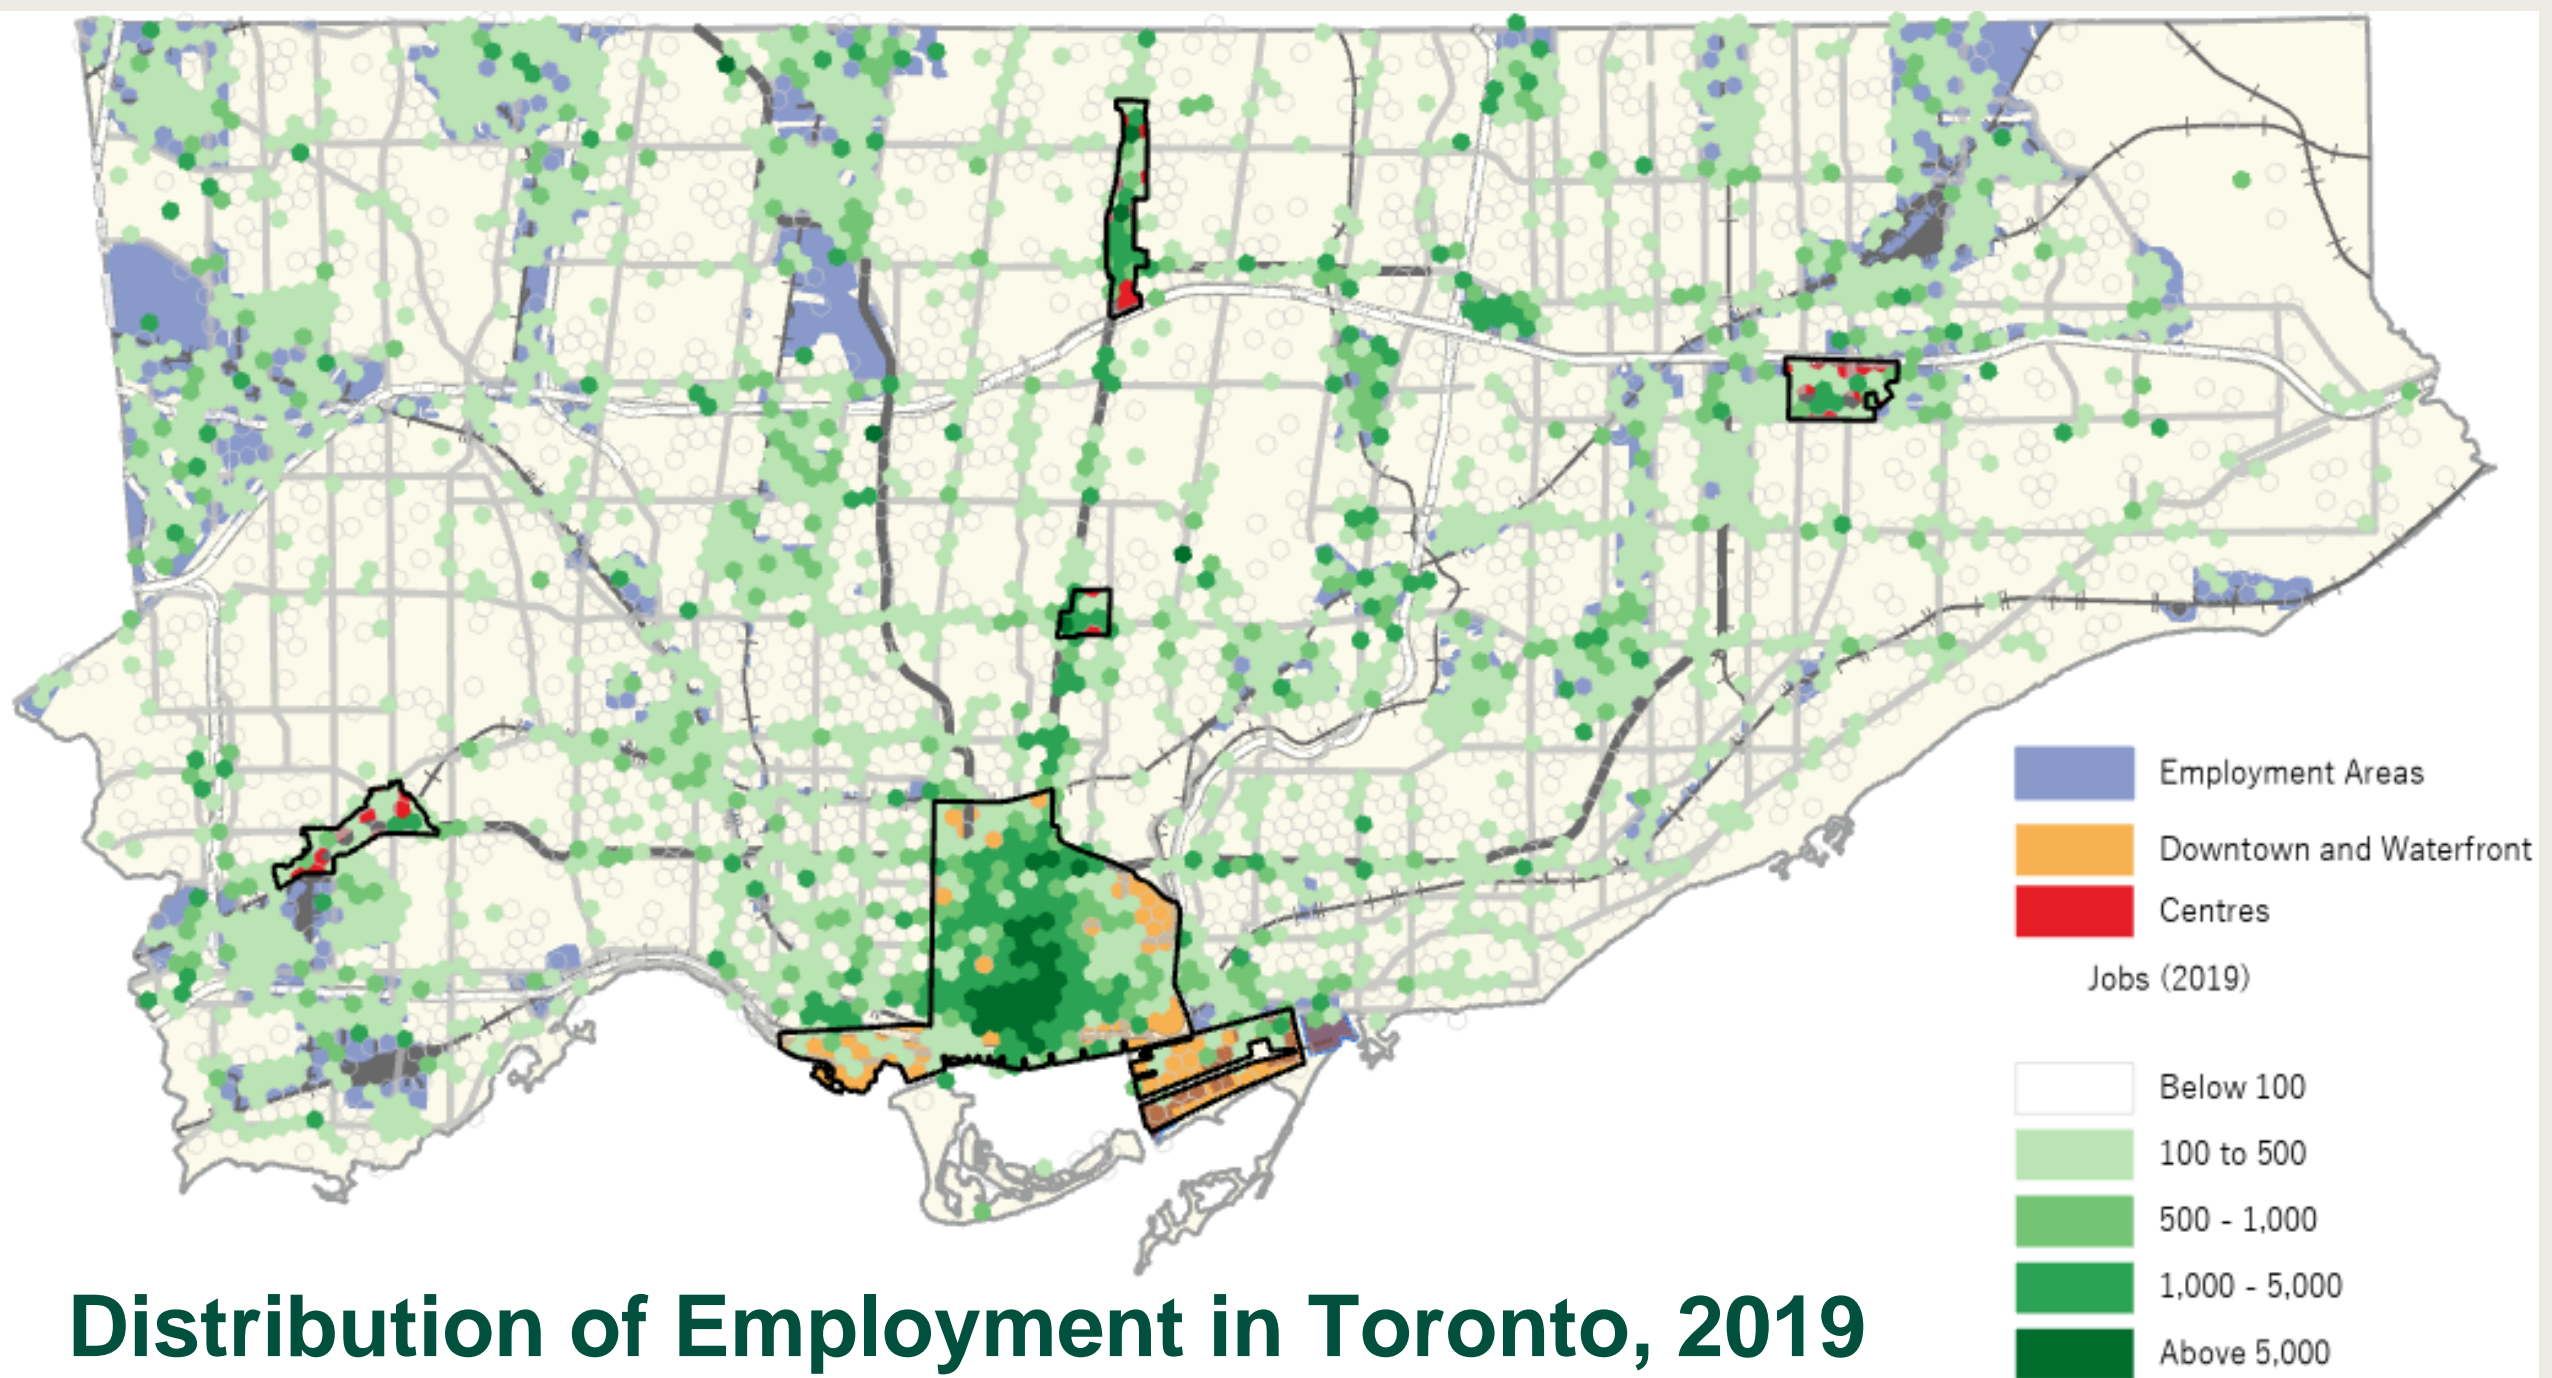 Employment Areas
Downtown and Waterfront
Centres
Jobs (2019)
Below 100
100 to 500
500 - 1,000
1,000 - 5,000
Above 5,000
Distribution of Employment in Toronto, 2019